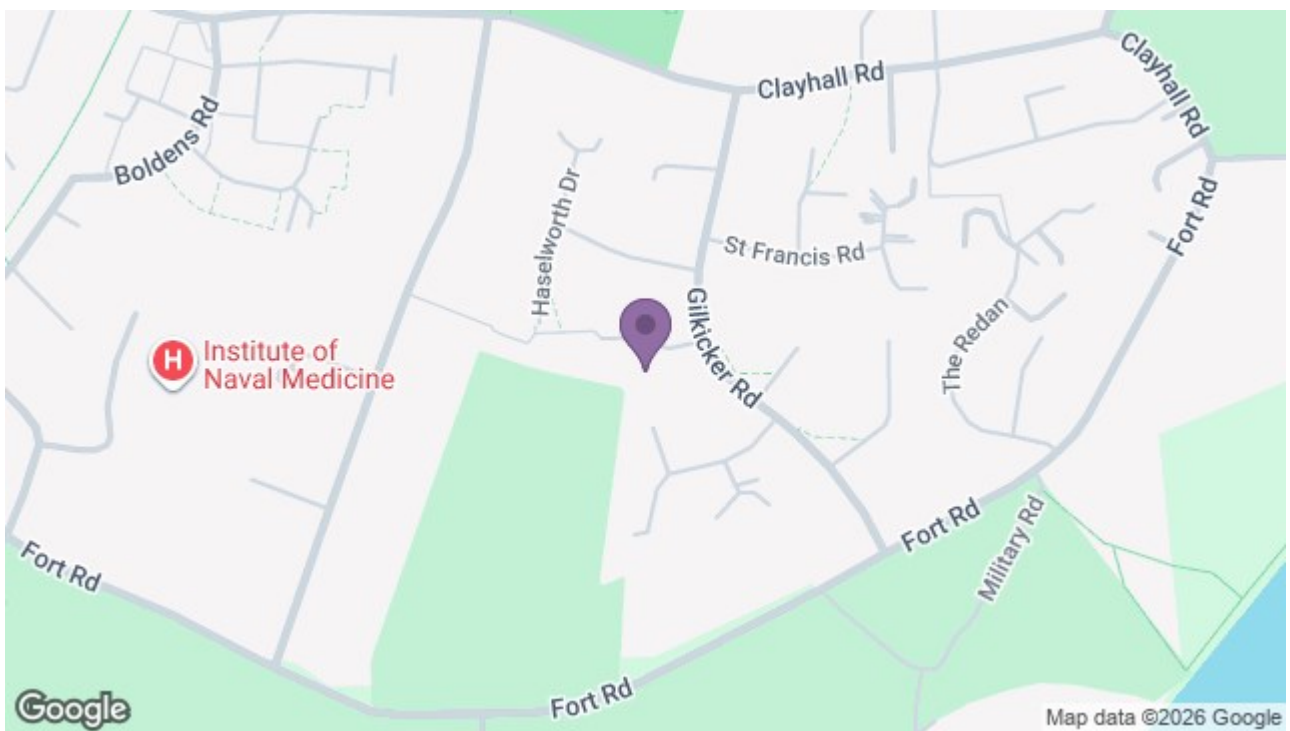 Clayhall Rd
Clayhall Rd
Boldens Rd
Haselworth Dr
Fort Rd
St Francis Rd
Gilkicker Rd
The Redan
H
Institute of
Naval Medicine
Fort Rd
Military Rd
Fort Rd
Fort Rd
Google
Map data ©2026 Google